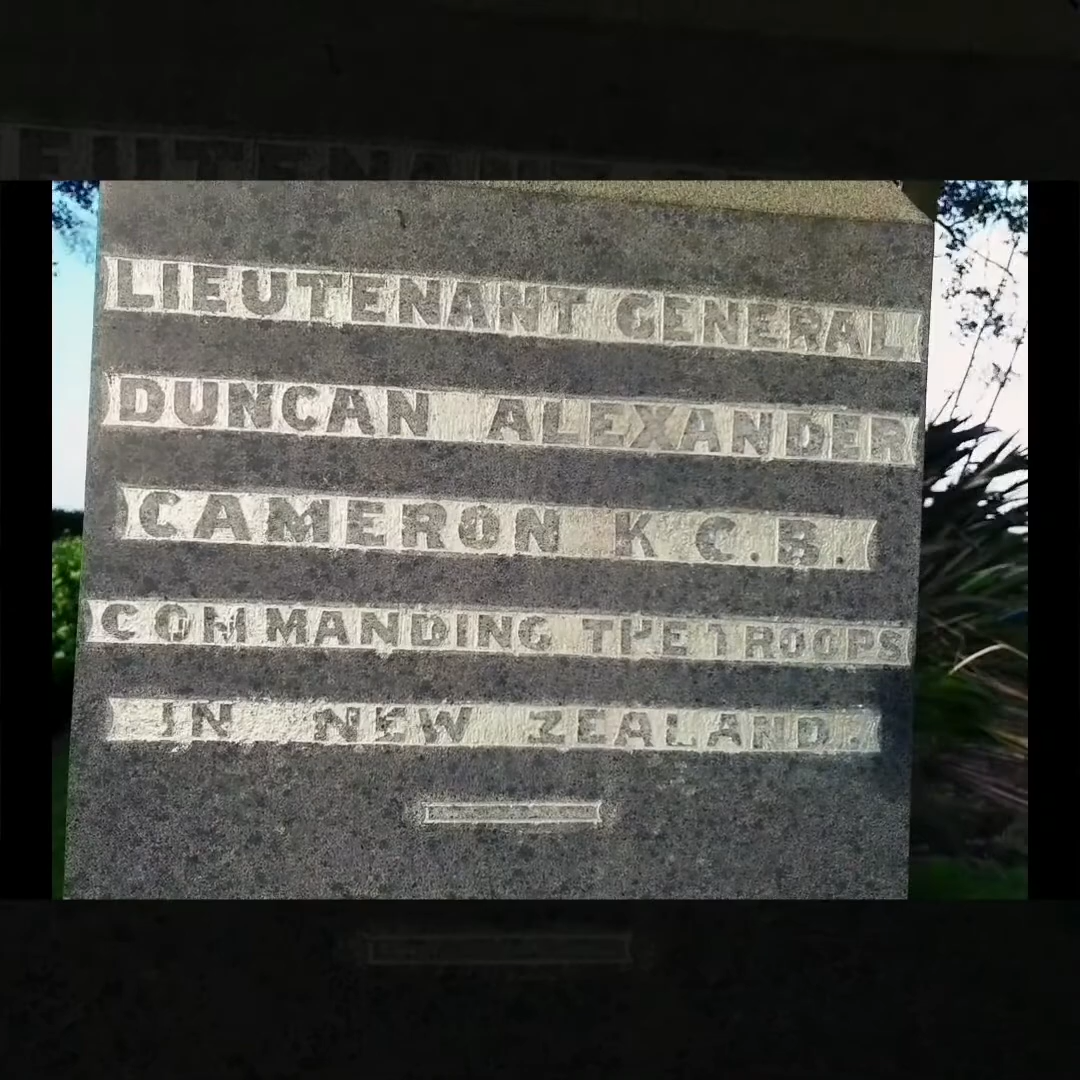 LIEUTENANT GENERAL
DUNCAN ALEXANDER
CAMERON K C.B.
COMMANDING THE TROOPS
IN NEW ZEALAND.